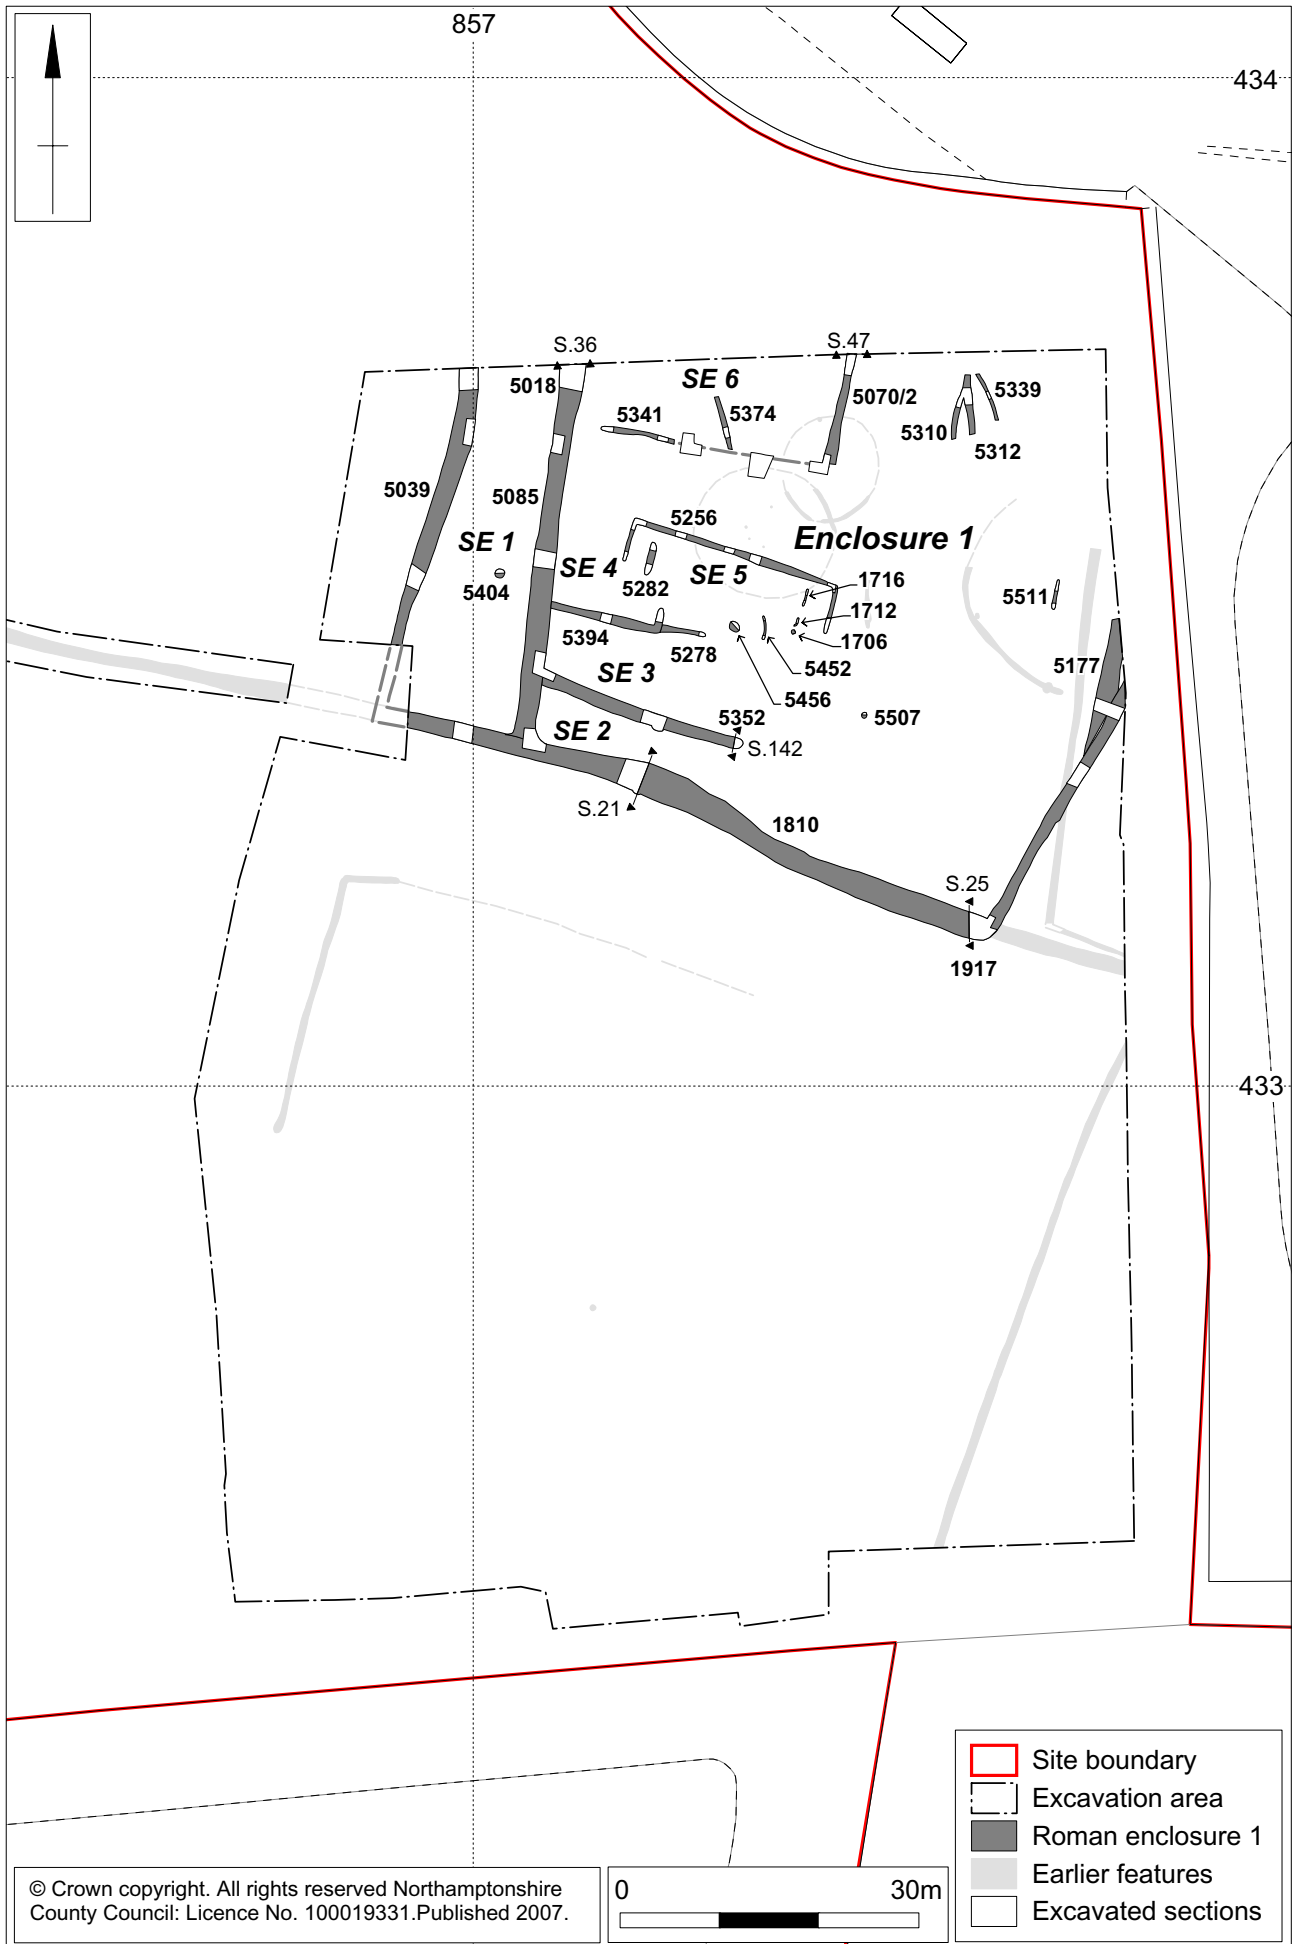 857
434
S.36
S.47
5018
SE 6
5070/2
5339
5341
5374
5310
5312
5039
5085
5256
Enclosure 1
SE 1
SE 4
SE 5
5404
5282
1716
5511
1712
5394
1706
5278
5177
SE 3
5452
5456
SE 2
5352
5507
S.142
S.21
1810
S.25
1917
433
Site boundary
Excavation area
Roman enclosure 1
Earlier features
Excavated sections
© Crown copyright. All rights reserved Northamptonshire
County Council: Licence No. 100019331.Published 2007.
0 30m